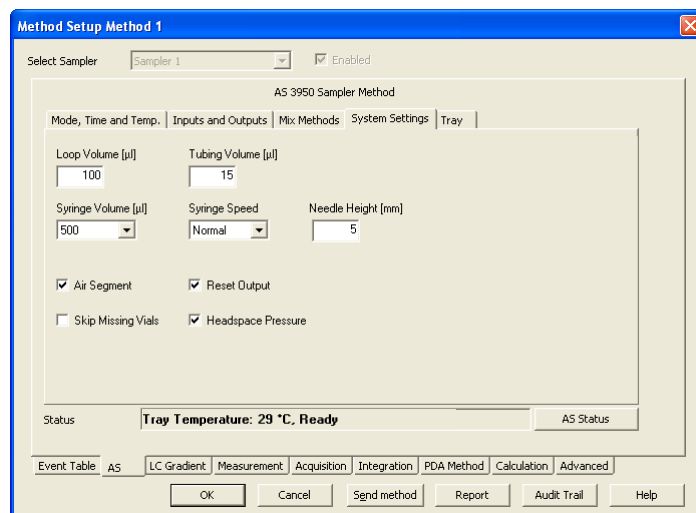 Method Setup Method 1
Select Sampler Sampler 1 Enabled
AS 3950 Sampler Method
Mode, Time and Temp. Inputs and Outputs Mix Methods System Settings Tray
Loop Volume [µl] Tubing Volume [µl]
100 15
Syringe Volume [µl] Syringe Speed Needle Height [mm]
500 Normal 5
Air Segment Reset Output
Skip Missing Vials Headspace Pressure
Status Tray Temperature: 29 °C, Ready AS Status
Event Table AS LC Gradient Measurement Acquisition Integration PDA Method Calculation Advanced
OK Cancel Send method Report Audit Trail Help